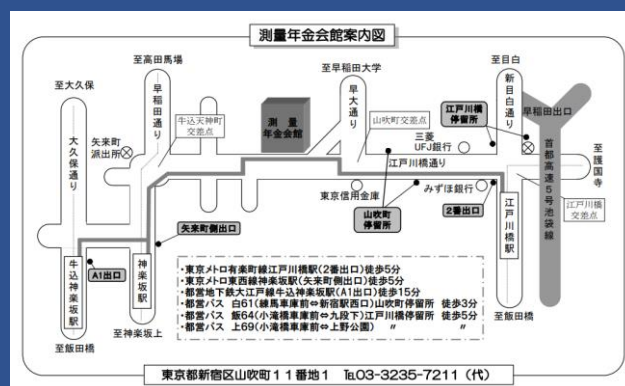 測量年金会館案内図
至大久保
至高田馬場
至早稲田大学
至目白
大久保通り
早稲田通り
牛込天神町
交差点
矢来町
派出所
測 量
年金会館
早大通り
山吹町交差点
三菱
UFJ銀行
江戸川橋
停留所
新目白通り
早稲田出口
首都高速5号池袋線
至護国寺
江戸川橋通り
東京信用金庫
みずほ銀行
山吹町
停留所
2番出口
江戸川橋駅
江戸川橋
交差点
矢来町側出口
A1出口
牛込神楽坂駅
神楽坂駅
至飯田橋
至神楽坂上
至飯田橋
・東京メトロ有楽町線江戸川橋駅(2番出口)徒歩5分
・東京メトロ東西線神楽坂駅(矢来町側出口)徒歩5分
・都営地下鉄大江戸線牛込神楽坂駅(A1出口)徒歩15分
・都営バス 白61(練馬車庫前⇔新宿駅西口)山吹町停留所 徒歩3分
・都営バス 飯64(小滝橋車庫前⇔九段下)江戸川橋停留所 徒歩5分
・都営バス 上69(小滝橋車庫前⇔上野公園) 〃 〃
東京都新宿区山吹町11番地1 ℡03-3235-7211(代)